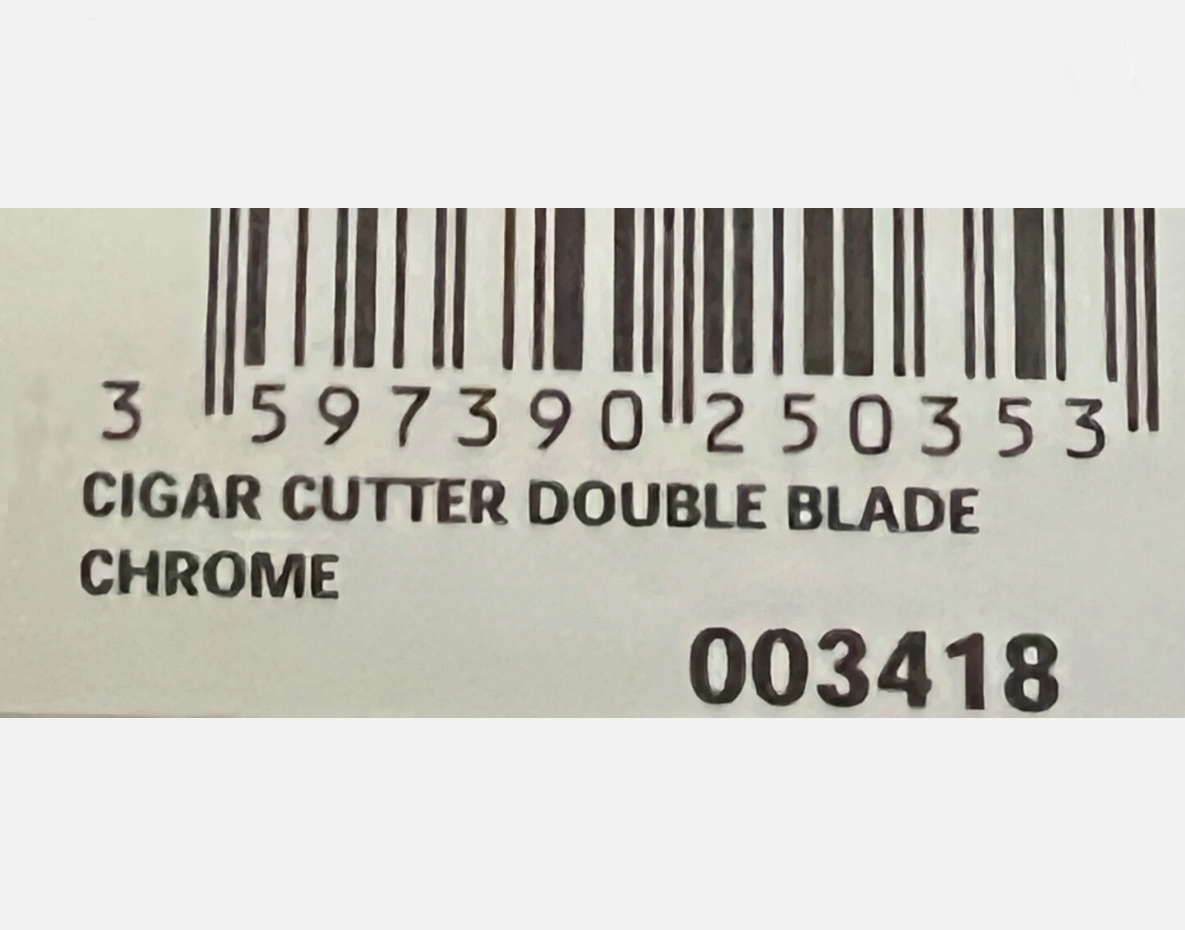 3 597390 250353
CIGAR CUTTER DOUBLE BLADE
CHROME
003418